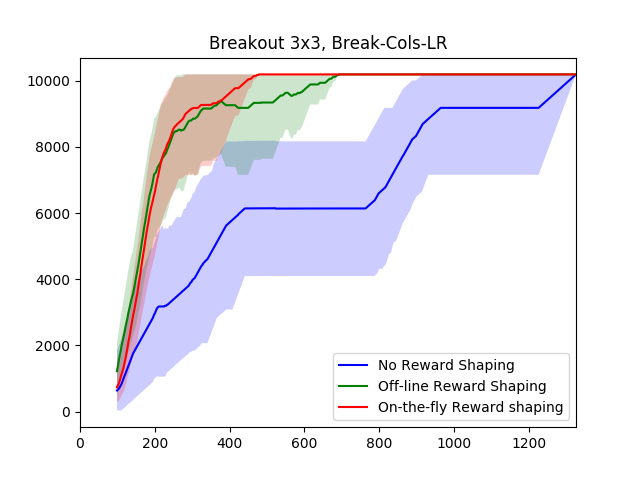 Breakout 3x3, Break-Cols-LR
10000
8000
6000
4000
2000
0
No Reward Shaping
Off-line Reward Shaping
On-the-fly Reward shaping
0 200 400 600 800 1000 1200